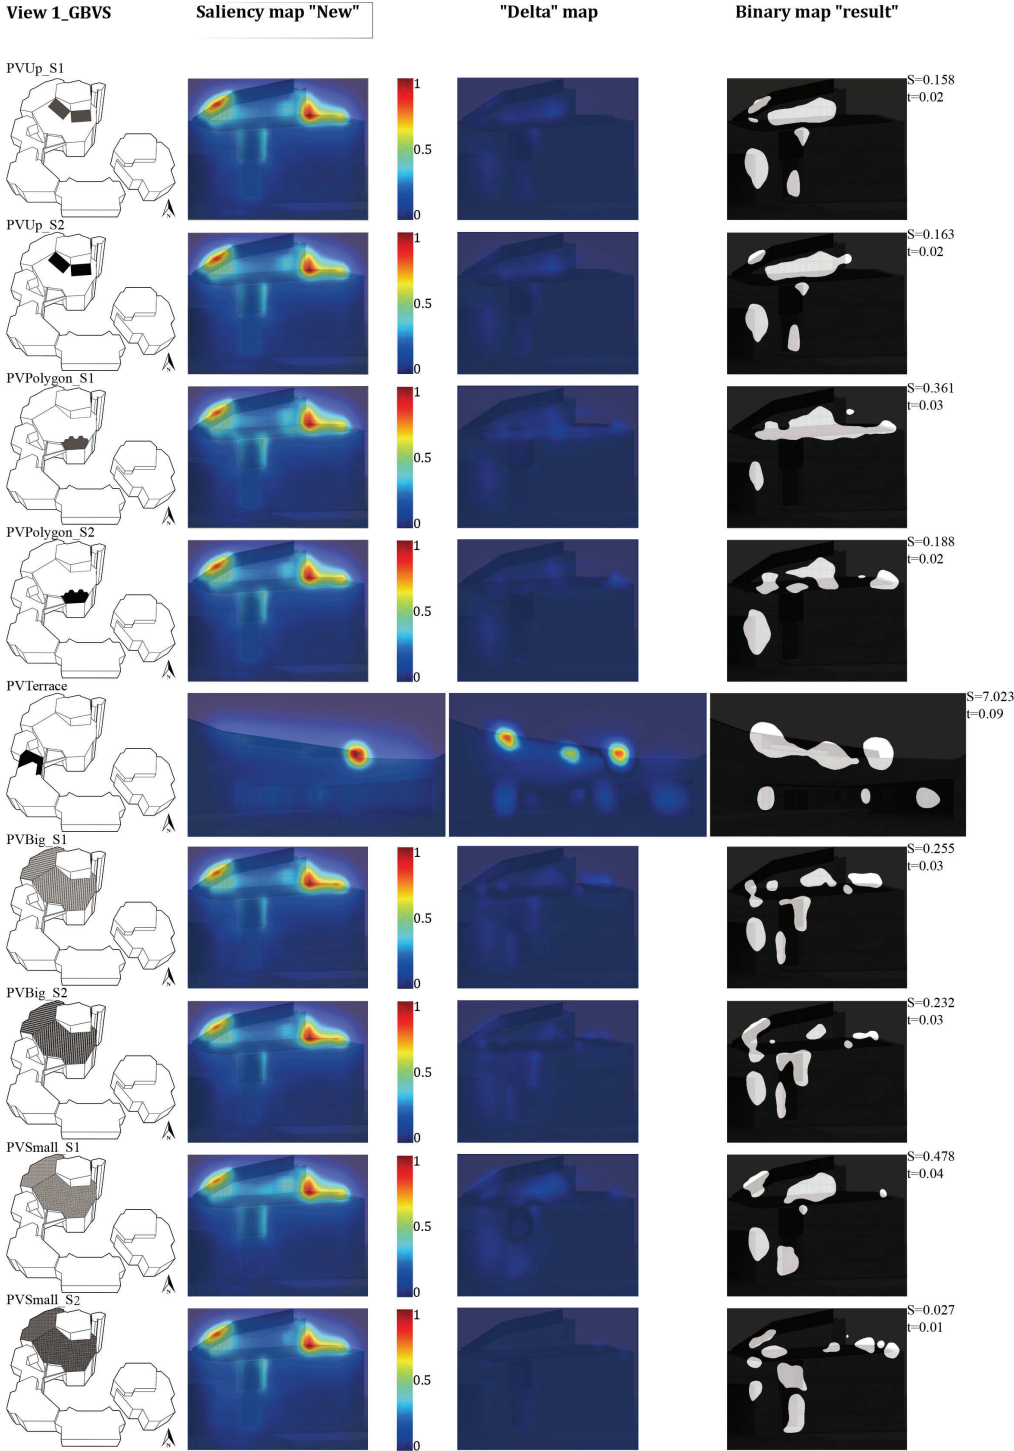 View 1_GBVS Saliency map "New" "Delta" map Binary map "result"
PVUp_S1
1
0.5
0
S=0.158
t=0.02
N
PVUp_S2
1
0.5
0
S=0.163
t=0.02
N
PVPolygon_S1
1
0.5
0
S=0.361
t=0.03
N
PVPolygon_S2
1
0.5
0
S=0.188
t=0.02
N
PVTerrace
S=7.023
t=0.09
N
PVBig_S1
1
0.5
0
S=0.255
t=0.03
N
PVBig_S2
1
0.5
0
S=0.232
t=0.03
N
PVSmall_S1
1
0.5
0
S=0.478
t=0.04
N
PVSmall_S2
1
0.5
0
S=0.027
t=0.01
N